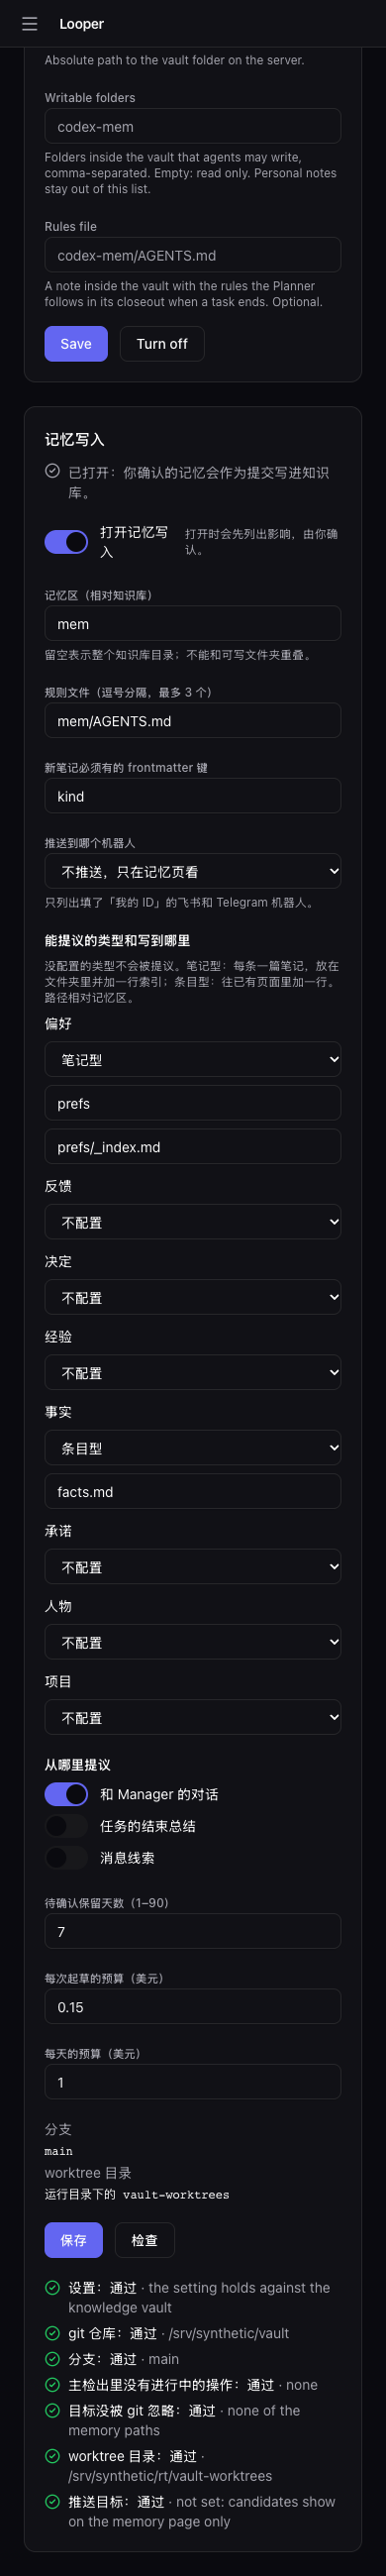 Looper
Absolute path to the vault folder on the server.
Writable folders
codex-mem
Folders inside the vault that agents may write,
comma-separated. Empty: read only. Personal notes
stay out of this list.
Rules file
codex-mem/AGENTS.md
A note inside the vault with the rules the Planner
follows in its closeout when a task ends. Optional.
Save
Turn off
记忆写入
已打开：你确认的记忆会作为提交写进知识
库。
打开记忆写
入
打开时会先列出影响，由你确
认。
记忆区（相对知识库）
mem
留空表示整个知识库目录；不能和可写文件夹重叠。
规则文件（逗号分隔，最多 3 个）
mem/AGENTS.md
新笔记必须有的 frontmatter 键
kind
推送到哪个机器人
不推送，只在记忆页看
只列出填了「我的 ID」的飞书和 Telegram 机器人。
能提议的类型和写到哪里
没配置的类型不会被提议。笔记型：每条一篇笔记，放在
文件夹里并加一行索引；条目型：往已有页面里加一行。
路径相对记忆区。
偏好
笔记型
prefs
prefs/_index.md
反馈
不配置
决定
不配置
经验
不配置
事实
条目型
facts.md
承诺
不配置
人物
不配置
项目
不配置
从哪里提议
和 Manager 的对话
任务的结束总结
消息线索
待确认保留天数（1–90）
7
每次起草的预算（美元）
0.15
每天的预算（美元）
1
分支
main
worktree 目录
运行目录下的 vault-worktrees
保存
检查
设置：通过 · the setting holds against the
knowledge vault
git 仓库：通过 · /srv/synthetic/vault
分支：通过 · main
主检出里没有进行中的操作：通过 · none
目标没被 git 忽略：通过 · none of the
memory paths
worktree 目录：通过 ·
/srv/synthetic/rt/vault-worktrees
推送目标：通过 · not set: candidates show
on the memory page only